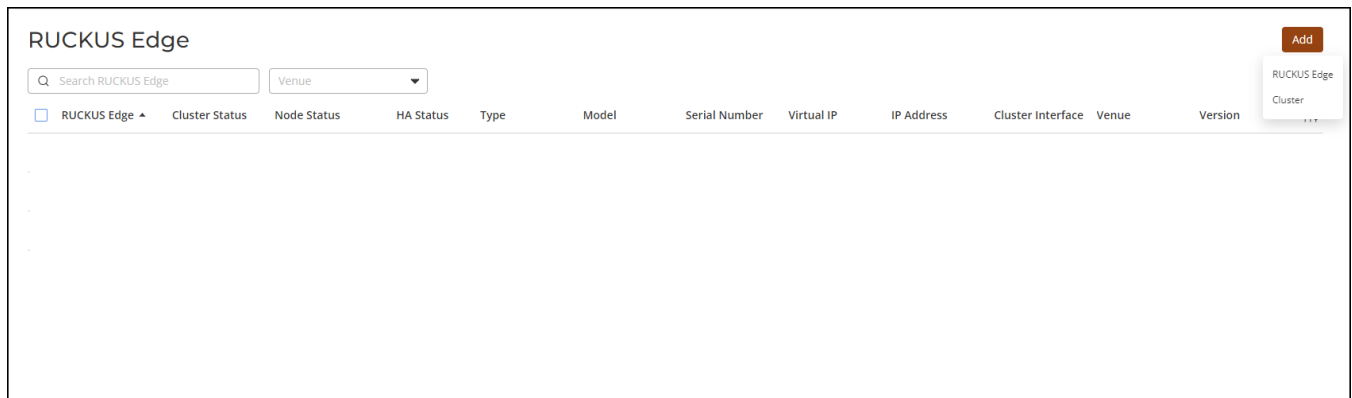 RUCKUS Edge
Add
Search RUCKUS Edge
Venue
RUCKUS Edge
Cluster
RUCKUS Edge Cluster Status Node Status HA Status Type Model Serial Number Virtual IP IP Address Cluster Interface Venue Version